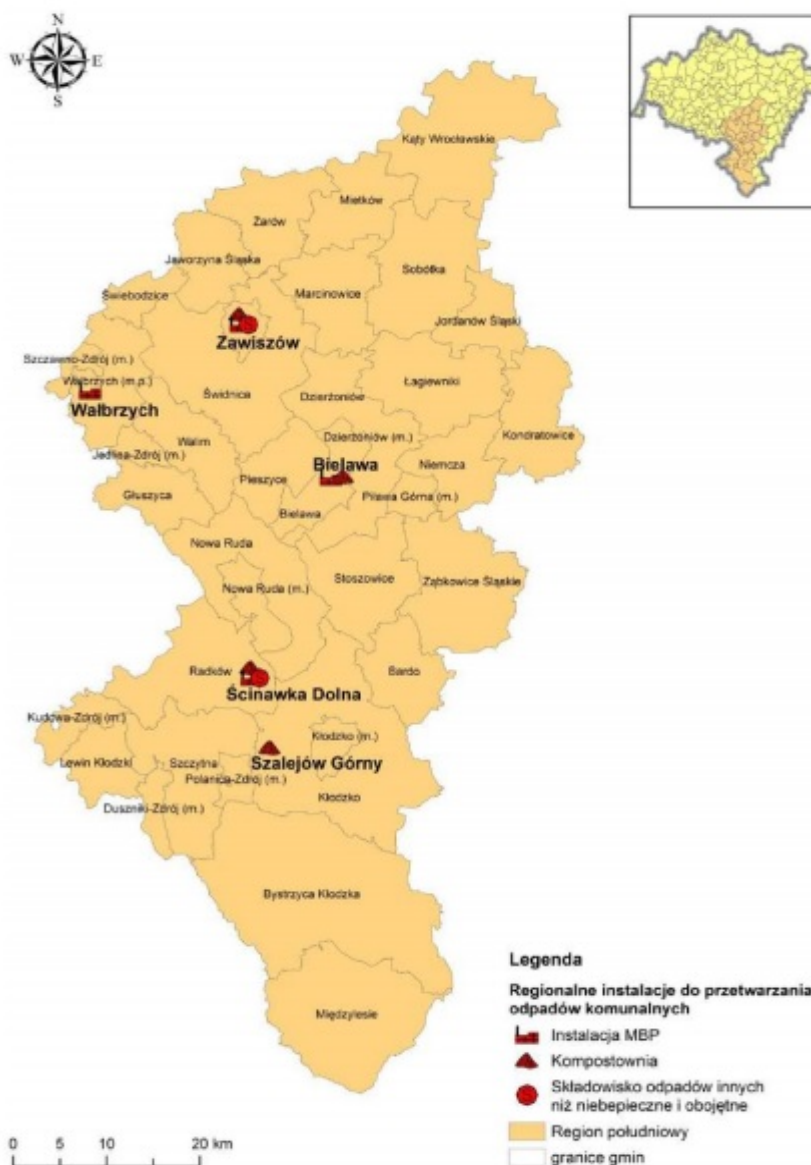 N
W E
S
Kąty Wrocławskie
Mietków
Żarów
Jaworzyna Śląska
Sobótka
Marcinowice
Świebodzice
Jordanów Śląski
Zawiszów
Szczawno-Zdrój (m.)
Wałbrzych (m.p.)
Łagiewniki
Świdnica
Dzierżoniów
Wałbrzych
Dzierżoniów (m.)
Kondratowice
Walim
Jedlina-Zdrój (m.)
Bielawa
Niemcza
Pieszyce
Głuszyca
Piława Górna (m.)
Bielawa
Nowa Ruda
Stoszowice
Ząbkowice Śląskie
Nowa Ruda (m.)
Radków
Bardo
Ścinawka Dolna
Kudowa-Zdrój (m.)
Kłodzko (m.)
Lewin Kłodzki
Szczytna
Szalejów Górny
Polanica-Zdrój (m.)
Kłodzko
Duszniki-Zdrój (m.)
Bystrzyca Kłodzka
Międzylesie
Legenda
Regionalne instalacje do przetwarzania
odpadów komunalnych
Instalacja MBP
Kompostownia
Składowisko odpadów innych
niż niebepieczne i obojętne
Region południowy
granice gmin
0 5 10 20 km